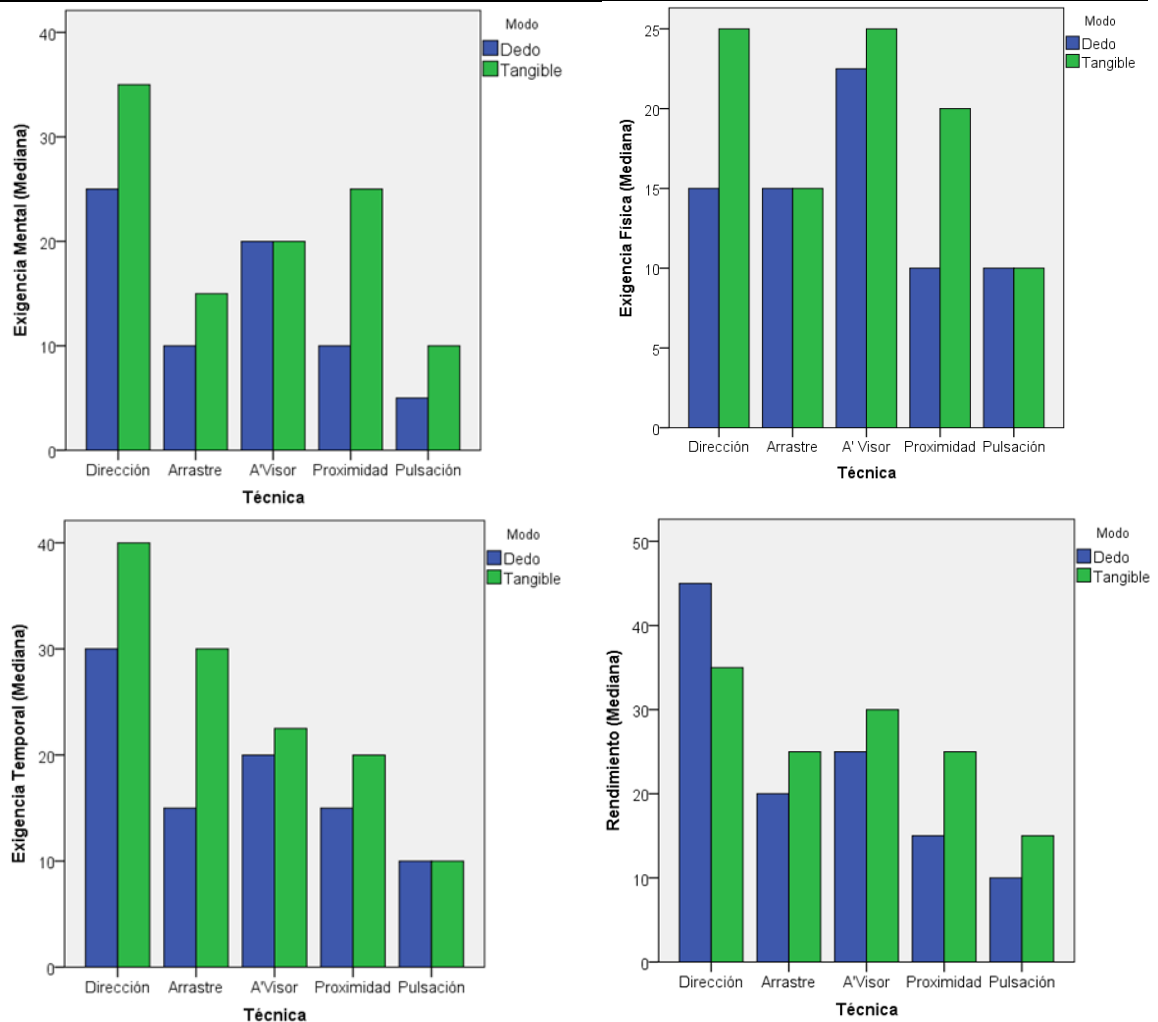 Modo
Dedo
Tangible
Exigencia Mental (Mediana)
40
30
20
10
0
Dirección Arrastre A'Visor Proximidad Pulsación
Técnica
Modo
Dedo
Tangible
Exigencia Física (Mediana)
25
20
15
10
5
0
Dirección Arrastre A' Visor Proximidad Pulsación
Técnica
Modo
Dedo
Tangible
Exigencia Temporal (Mediana)
40
30
20
10
0
Dirección Arrastre A'Visor Proximidad Pulsación
Técnica
Modo
Dedo
Tangible
Rendimiento (Mediana)
50
40
30
20
10
0
Dirección Arrastre A'Visor Proximidad Pulsación
Técnica